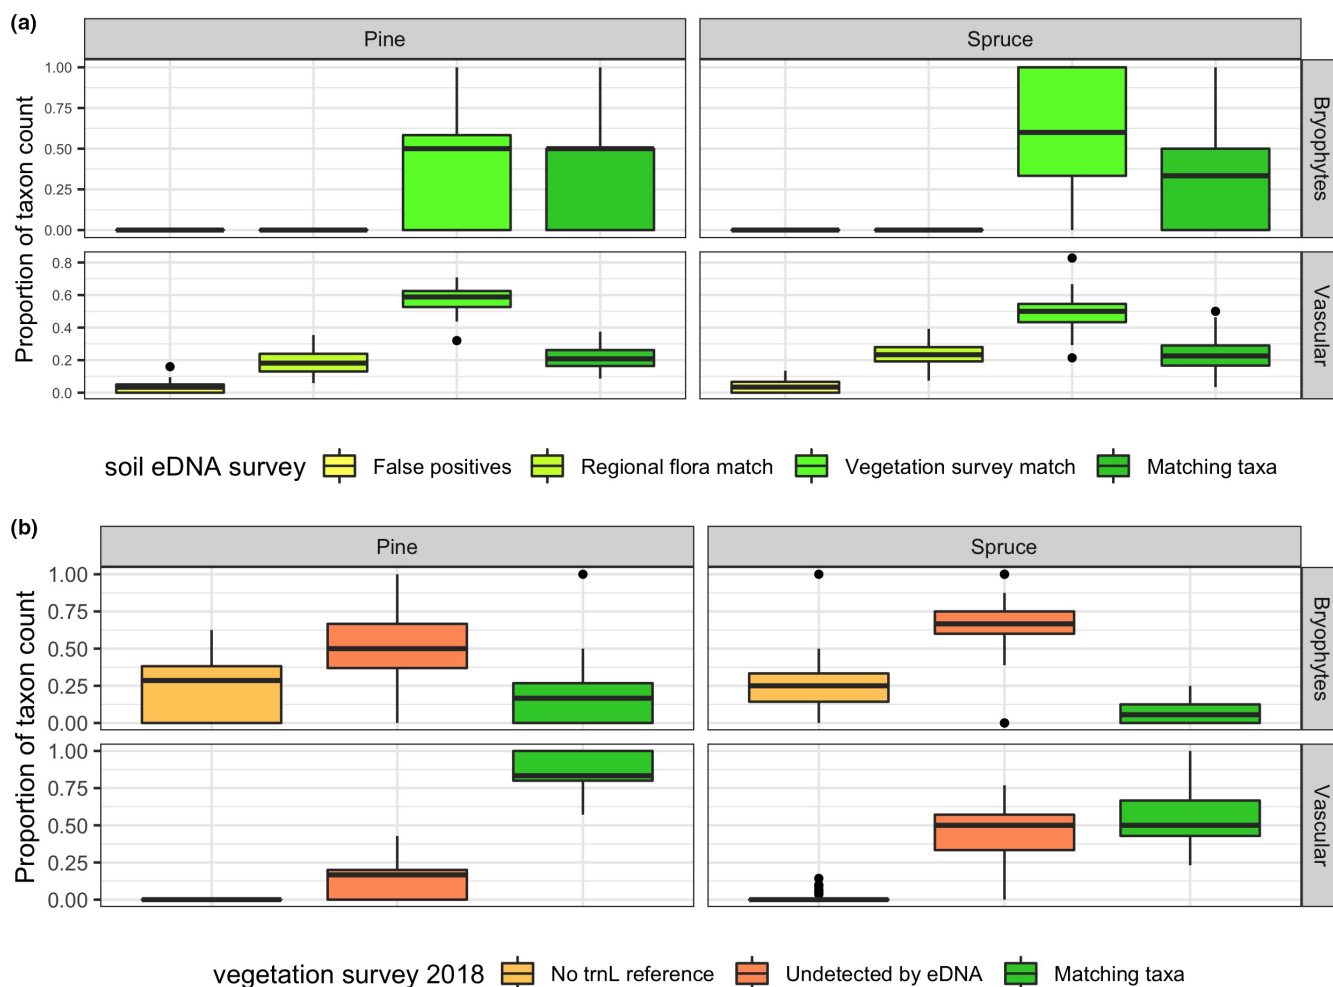 (a)
Pine
Spruce
Proportion of taxon count
1.00
0.75
0.50
0.25
0.00
Bryophytes
0.8
0.6
0.4
0.2
0.0
Vascular
soil eDNA survey False positives Regional flora match Vegetation survey match Matching taxa
(b)
Pine
Spruce
Proportion of taxon count
1.00
0.75
0.50
0.25
0.00
Bryophytes
1.00
0.75
0.50
0.25
0.00
Vascular
vegetation survey 2018 No trnL reference Undetected by eDNA Matching taxa